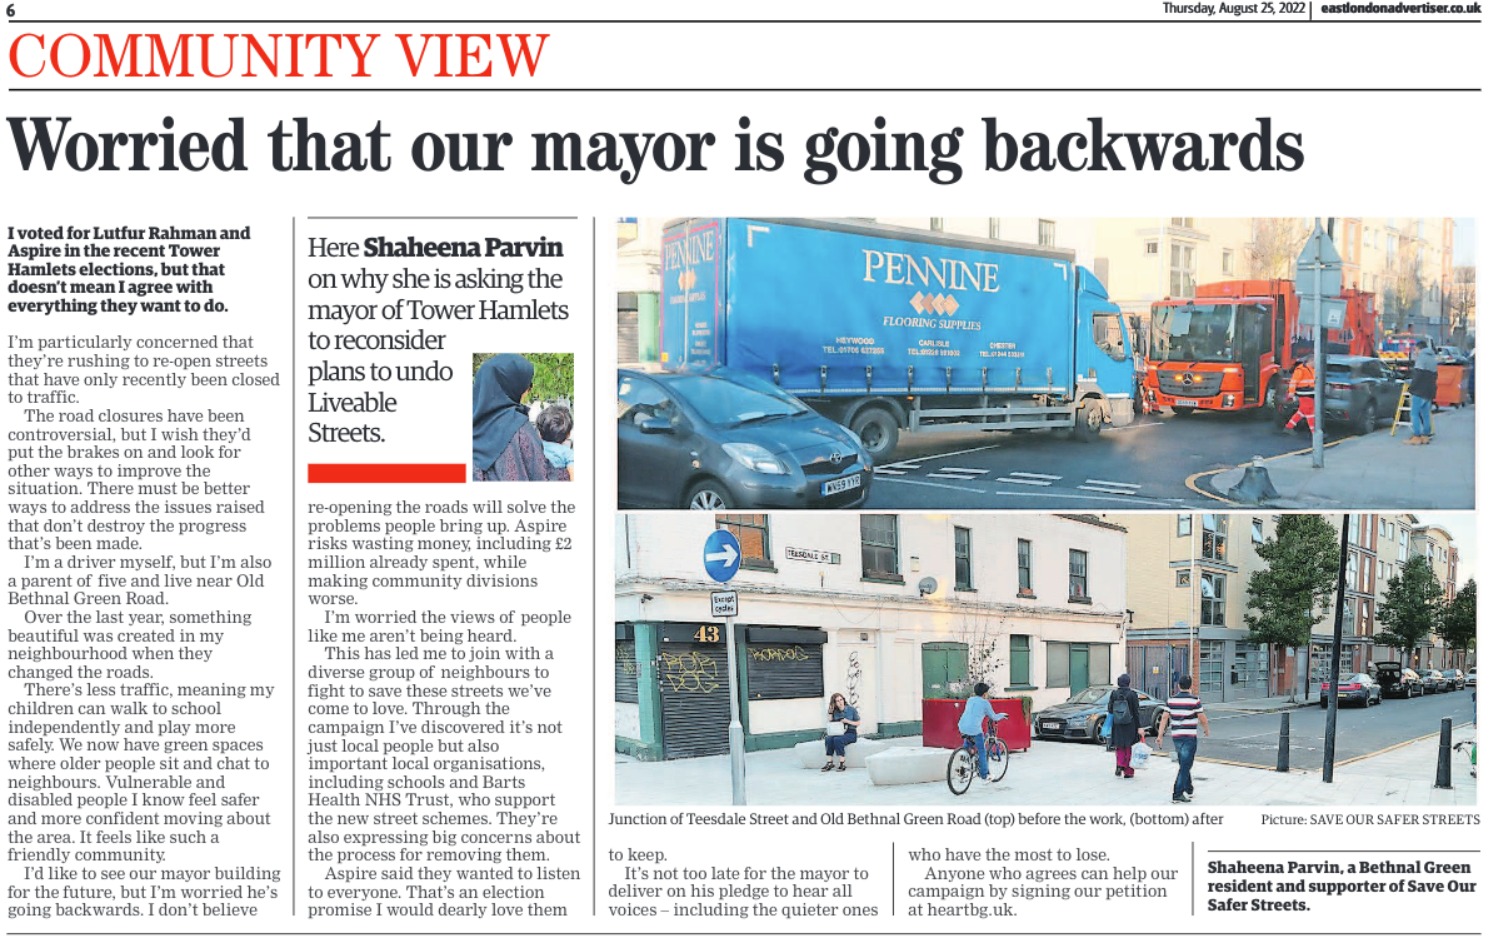 6
Thursday, August 25, 2022 | eastlondonadvertiser.co.uk
COMMUNITY VIEW
Worried that our mayor is going backwards
I voted for Lutfur Rahman and
Aspire in the recent Tower
Hamlets elections, but that
doesn't mean I agree with
everything they want to do.
I'm particularly concerned that
they're rushing to re-open streets
that have only recently been closed
to traffic.
The road closures have been
controversial, but I wish they'd
put the brakes on and look for
other ways to improve the
situation. There must be better
ways to address the issues raised
that don't destroy the progress
that's been made.
I'm a driver myself, but I'm also
a parent of five and live near Old
Bethnal Green Road.
Over the last year, something
beautiful was created in my
neighbourhood when they
changed the roads.
There's less traffic, meaning my
children can walk to school
independently and play more
safely. We now have green spaces
where older people sit and chat to
neighbours. Vulnerable and
disabled people I know feel safer
and more confident moving about
the area. It feels like such a
friendly community.
I'd like to see our mayor building
for the future, but I'm worried he's
going backwards. I don't believe
Here Shaheena Parvin
on why she is asking the
mayor of Tower Hamlets
to reconsider
plans to undo
Liveable
Streets.
re-opening the roads will solve the
problems people bring up. Aspire
risks wasting money, including £2
million already spent, while
making community divisions
worse.
I'm worried the views of people
like me aren't being heard.
This has led me to join with a
diverse group of neighbours to
fight to save these streets we've
come to love. Through the
campaign I've discovered it's not
just local people but also
important local organisations,
including schools and Barts
Health NHS Trust, who support
the new street schemes. They're
also expressing big concerns about
the process for removing them.
Aspire said they wanted to listen
to everyone. That's an election
promise I would dearly love them
PENNINE
PENNINE
FLOORING SUPPLIES
HEYWOOD
CARLISLE
CHESTER
WN59 YYR
TEESDALE ST.
Except
cycles
43
Junction of Teesdale Street and Old Bethnal Green Road (top) before the work, (bottom) after
Picture: SAVE OUR SAFER STREETS
to keep.
It's not too late for the mayor to
deliver on his pledge to hear all
voices – including the quieter ones
who have the most to lose.
Anyone who agrees can help our
campaign by signing our petition
at heartbg.uk.
Shaheena Parvin, a Bethnal Green
resident and supporter of Save Our
Safer Streets.